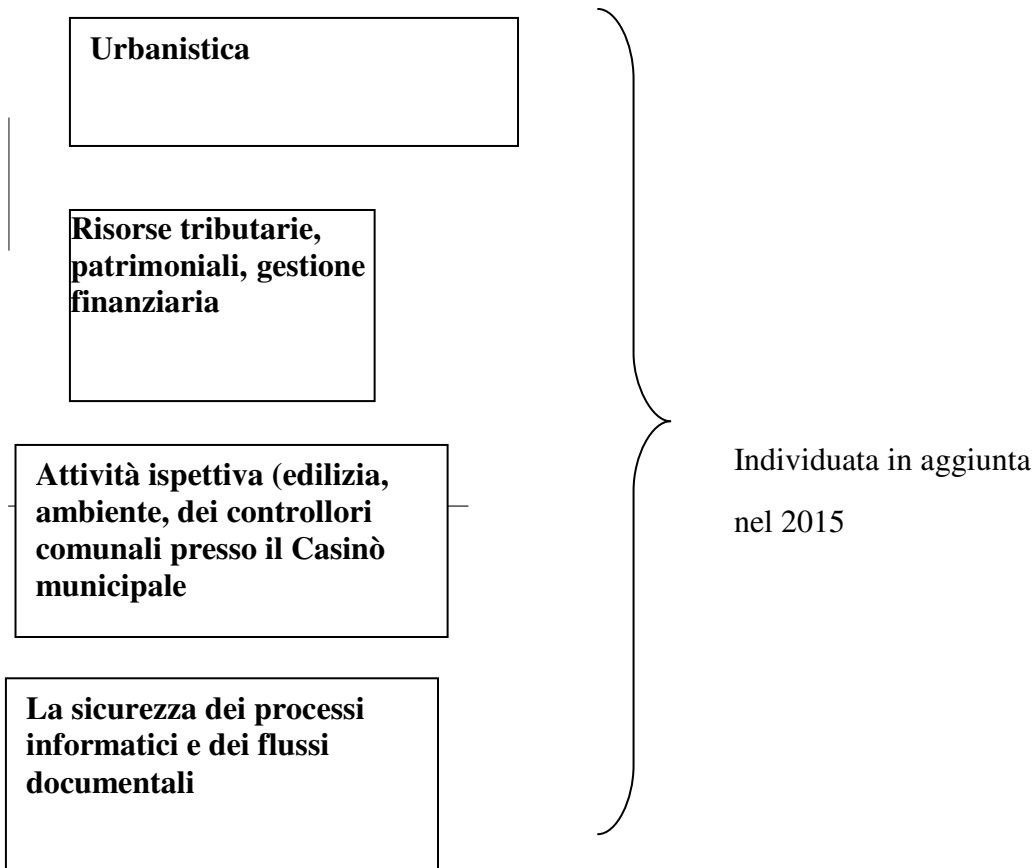 Urbanistica
Risorse tributarie,
patrimoniali, gestione
finanziaria
Attività ispettiva (edilizia,
ambiente, dei controllori
comunali presso il Casinò
municipale
La sicurezza dei processi
informatici e dei flussi
documentali
Individuata in aggiunta
nel 2015